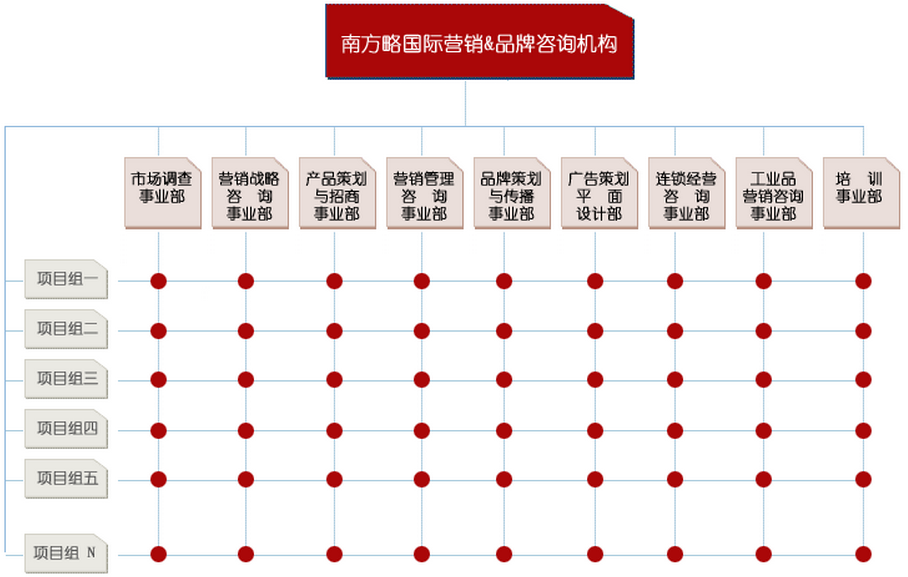 南方略国际营销&品牌咨询机构
市场调查
事业部
营销战略
咨 询
事业部
产品策划
与招商
事业部
营销管理
咨 询
事业部
品牌策划
与传播
事业部
广告策划
平 面
设计部
连锁经营
咨 询
事业部
工业品
营销咨询
事业部
培 训
事业部
项目组一
项目组二
项目组三
项目组四
项目组五
项目组 N